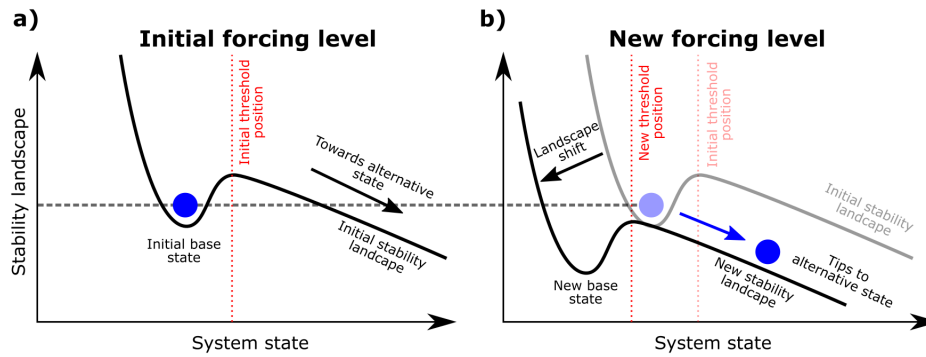 a)
Initial forcing level
Stability landscape
Initial threshold
position
Towards alternative
state
Initial stability
landcape
Initial base
state
System state
b)
New forcing level
Landscape
shift
New threshold
position
Initial threshold
position
Initial stability
landscape
Tips to
alternative state
New stability
landscape
New base
state
System state